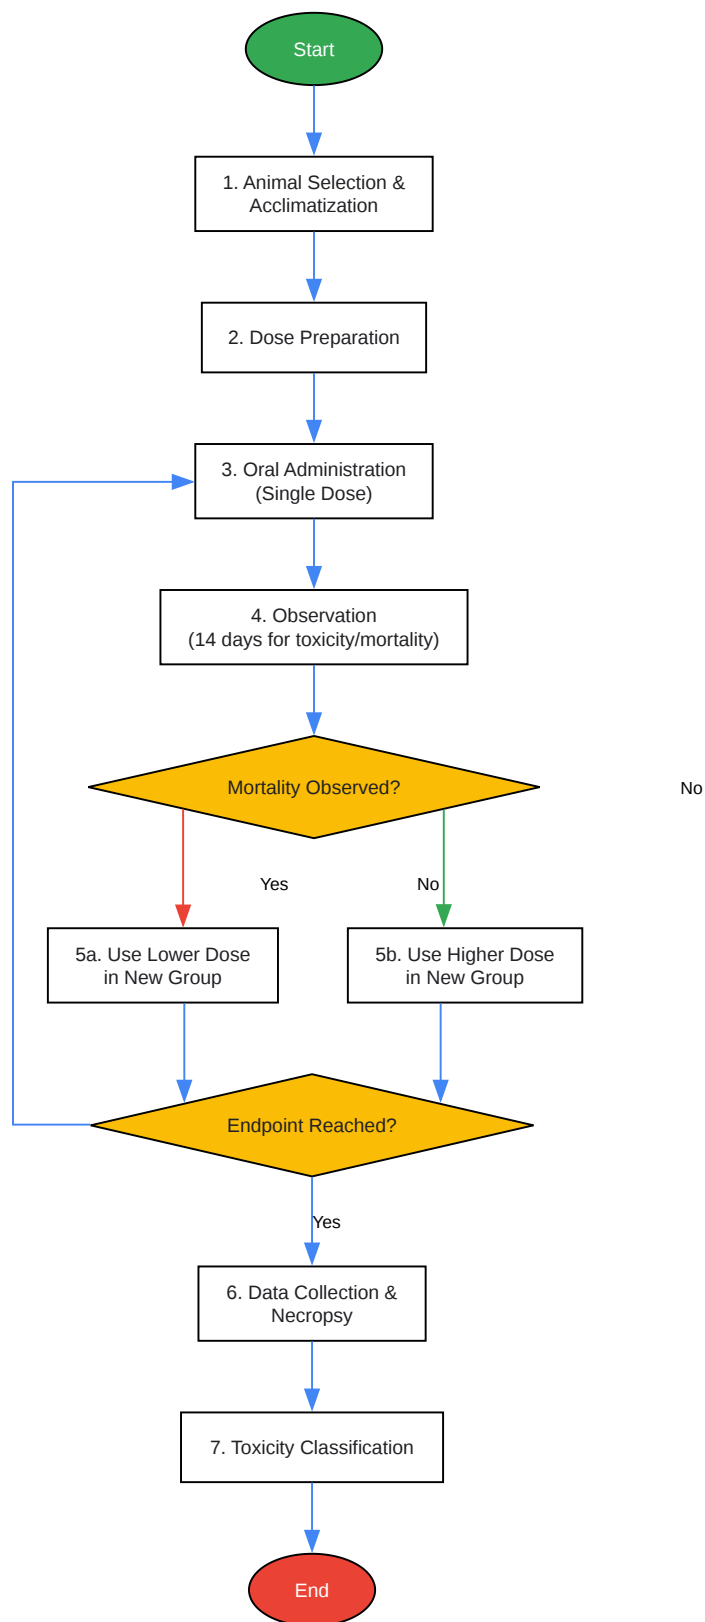 Start
1. Animal Selection &
Acclimatization
2. Dose Preparation
3. Oral Administration
(Single Dose)
4. Observation
(14 days for toxicity/mortality)
Mortality Observed?
No
Yes
No
5a. Use Lower Dose
in New Group
5b. Use Higher Dose
in New Group
Endpoint Reached?
Yes
6. Data Collection &
Necropsy
7. Toxicity Classification
End